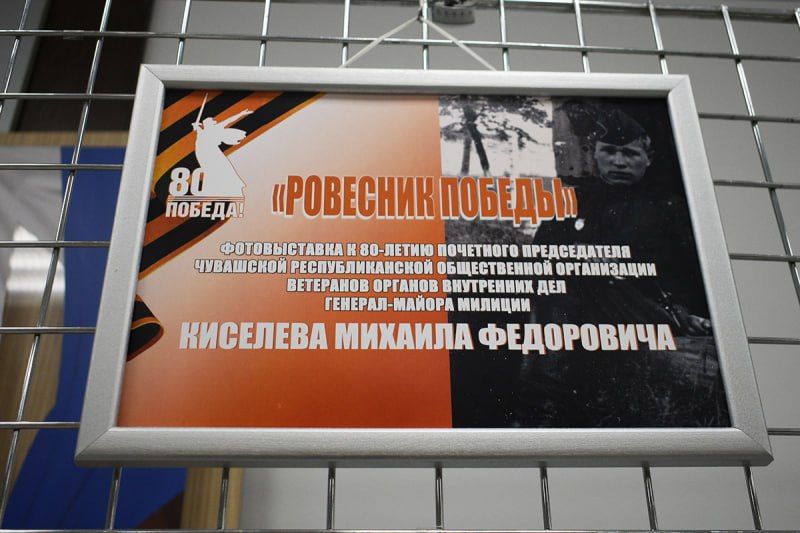 80
ПОБЕДА!
«РОВЕСНИК ПОБЕДЫ»
ФОТОВЫСТАВКА К 80-ЛЕТИЮ ПОЧЕТНОГО ПРЕДСЕДАТЕЛЯ
ЧУВАШСКОЙ РЕСПУБЛИКАНСКОЙ ОБЩЕСТВЕННОЙ ОРГАНИЗАЦИИ
ВЕТЕРАНОВ ОРГАНОВ ВНУТРЕННИХ ДЕЛ
ГЕНЕРАЛ-МАЙОРА МИЛИЦИИ
КИСЕЛЕВА МИХАИЛА ФЕДОРОВИЧА